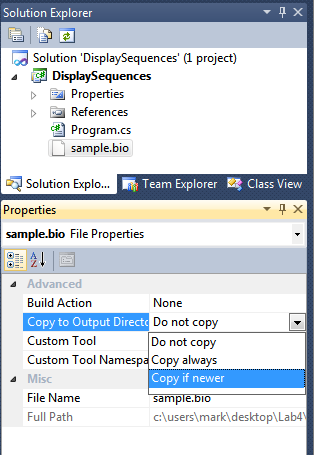 Solution Explorer
Solution 'DisplaySequences' (1 project)
DisplaySequences
Properties
References
Program.cs
sample.bio
Solution Explo... Team Explorer Class View
Properties
sample.bio File Properties
Advanced
Build Action None
Copy to Output Directo Do not copy
Custom Tool Do not copy
Custom Tool Namespa Copy always
Copy if newer
Misc
File Name sample.bio
Full Path c:\users\mark\desktop\Lab4\